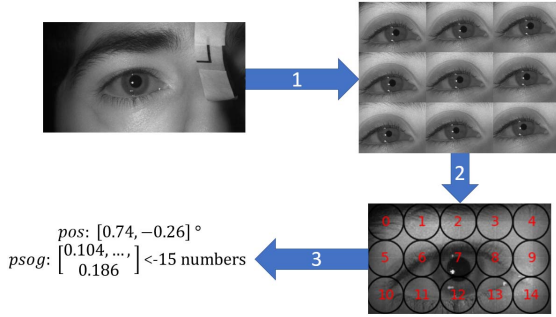 1
2
0 1 2 3 4
5 6 7 8 9
10 11 12 13 14
3
pos: [0.74, −0.26] °
psog: [0.104, …, 0.186] <-15 numbers